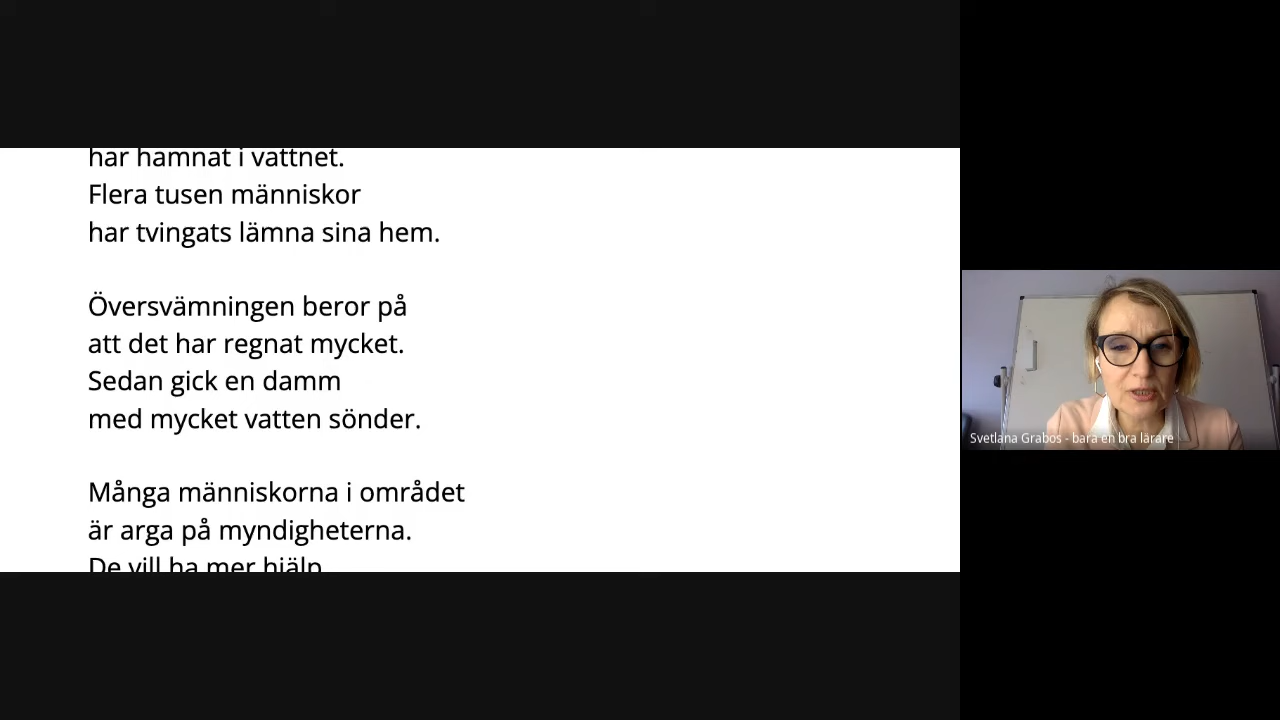 har hamnat i vattnet.
Flera tusen människor
har tvingats lämna sina hem.
Översvämningen beror på
att det har regnat mycket.
Sedan gick en damm
med mycket vatten sönder.
Många människorna i området
är arga på myndigheterna.
De vill ha mer hjälp
Svetlana Grabos - bara en bra lärare